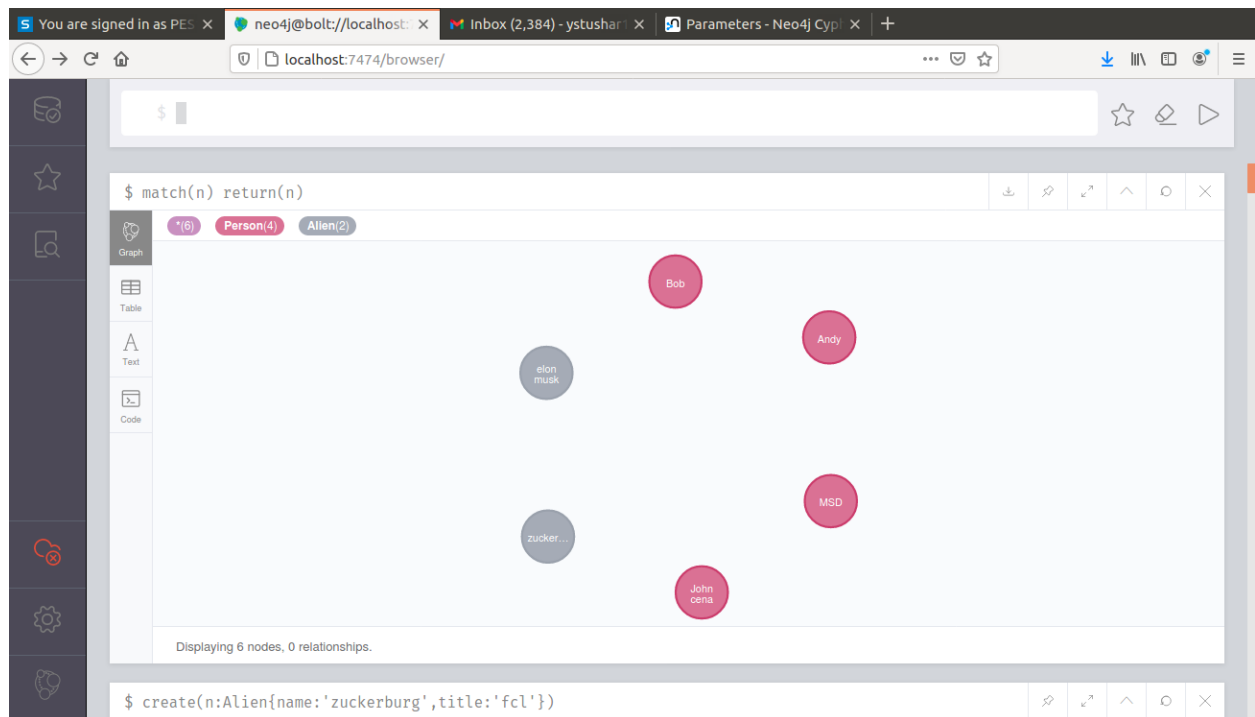 S You are signed in as PES
neo4j@bolt://localhost:
Inbox (2,384) - ystushar1
Parameters - Neo4j Cyp
localhost:7474/browser/
$
$ match(n) return(n)
*(6) Person(4) Alien(2)
Graph
Table
Text
Code
Bob
Andy
elon
musk
MSD
zucker...
John
cena
Displaying 6 nodes, 0 relationships.
$ create(n:Alien{name:'zuckerburg',title:'fcl'})